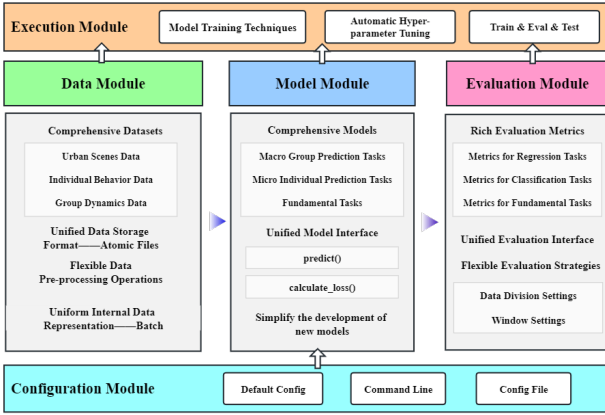 Execution Module
Model Training Techniques
Automatic Hyper-
parameter Tuning
Train & Eval & Test
Data Module
Model Module
Evaluation Module
Comprehensive Datasets
Urban Scenes Data
Individual Behavior Data
Group Dynamics Data
Unified Data Storage
Format——Atomic Files
Flexible Data
Pre-processing Operations
Uniform Internal Data
Representation——Batch
Comprehensive Models
Macro Group Prediction Tasks
Micro Individual Prediction Tasks
Fundamental Tasks
Unified Model Interface
predict()
calculate_loss()
Simplify the development of
new models
Rich Evaluation Metrics
Metrics for Regression Tasks
Metrics for Classification Tasks
Metrics for Fundamental Tasks
Unified Evaluation Interface
Flexible Evaluation Strategies
Data Division Settings
Window Settings
Configuration Module
Default Config
Command Line
Config File